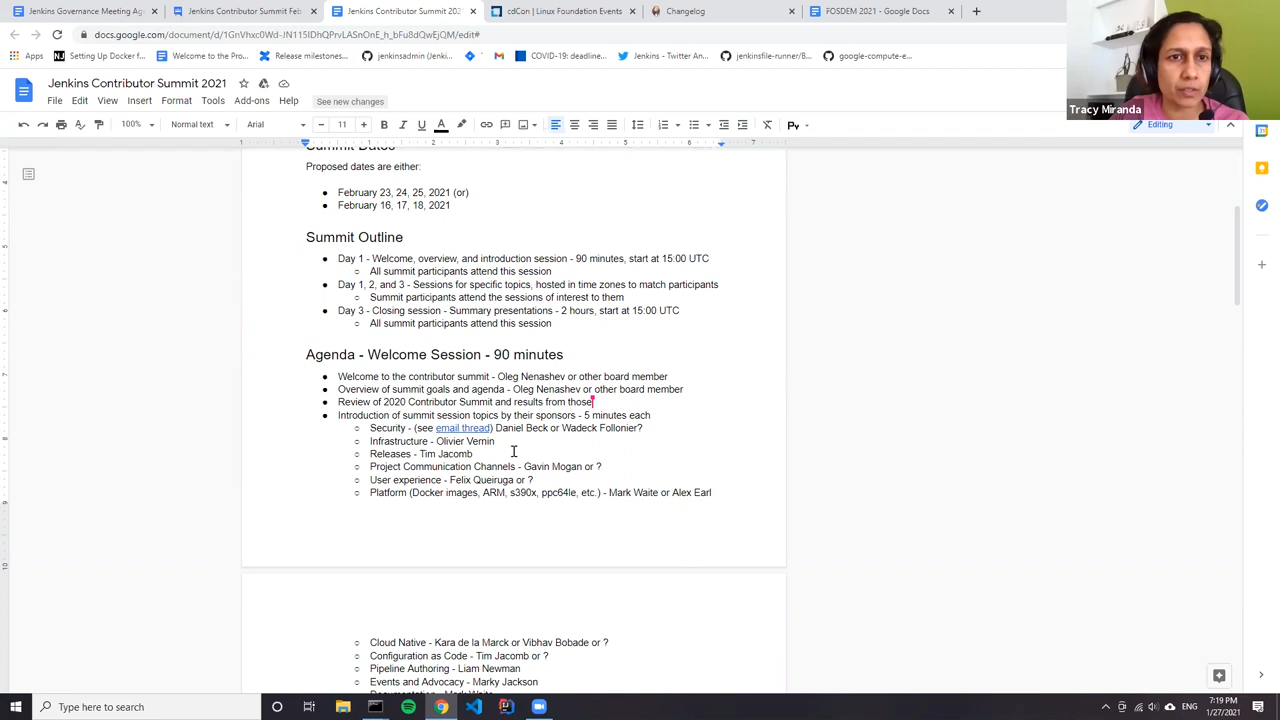 Jenkins Governance Meeting Ag
Jenkins Contributor Summit Feb
Jenkins Contributor Summit 202
cdCon | Linux Foundation Events
Changelog
FOSDEM 2021 - Google Docs
docs.google.com/document/d/1GnVhxc0Wd-JN115IDhQPrvLASnOnE_h_bFu8dQwEjQM/edit#
Apps
Setting Up Docker f...
Welcome to the Pro...
Release milestones...
jenkinsadmin (Jenki...
COVID-19: deadline...
Twitter An...
jenkinsfile-runner/B...
google-compute-e...
Jenkins Contributor Summit 2021
File Edit View Insert Format Tools Add-ons Help See new changes
Tracy Miranda
100% Normal text Arial 11 Editing
Summit Dates
Proposed dates are either:
February 23, 24, 25, 2021 (or)
February 16, 17, 18, 2021
Summit Outline
Day 1 - Welcome, overview, and introduction session - 90 minutes, start at 15:00 UTC
All summit participants attend this session
Day 1, 2, and 3 - Sessions for specific topics, hosted in time zones to match participants
Summit participants attend the sessions of interest to them
Day 3 - Closing session - Summary presentations - 2 hours, start at 15:00 UTC
All summit participants attend this session
Agenda - Welcome Session - 90 minutes
Welcome to the contributor summit - Oleg Nenashev or other board member
Overview of summit goals and agenda - Oleg Nenashev or other board member
Review of 2020 Contributor Summit and results from those
Introduction of summit session topics by their sponsors - 5 minutes each
Security - (see email thread) Daniel Beck or Wadeck Follonier?
Infrastructure - Olivier Vernin
Releases - Tim Jacomb
Project Communication Channels - Gavin Mogan or ?
User experience - Felix Queiruga or ?
Platform (Docker images, ARM, s390x, ppc64le, etc.) - Mark Waite or Alex Earl
Cloud Native - Kara de la Marck or Vibhav Bobade or ?
Configuration as Code - Tim Jacomb or ?
Pipeline Authoring - Liam Newman
Events and Advocacy - Marky Jackson
Documentation - Mark Waite
Type here to search
ENG
7:19 PM
1/27/2021